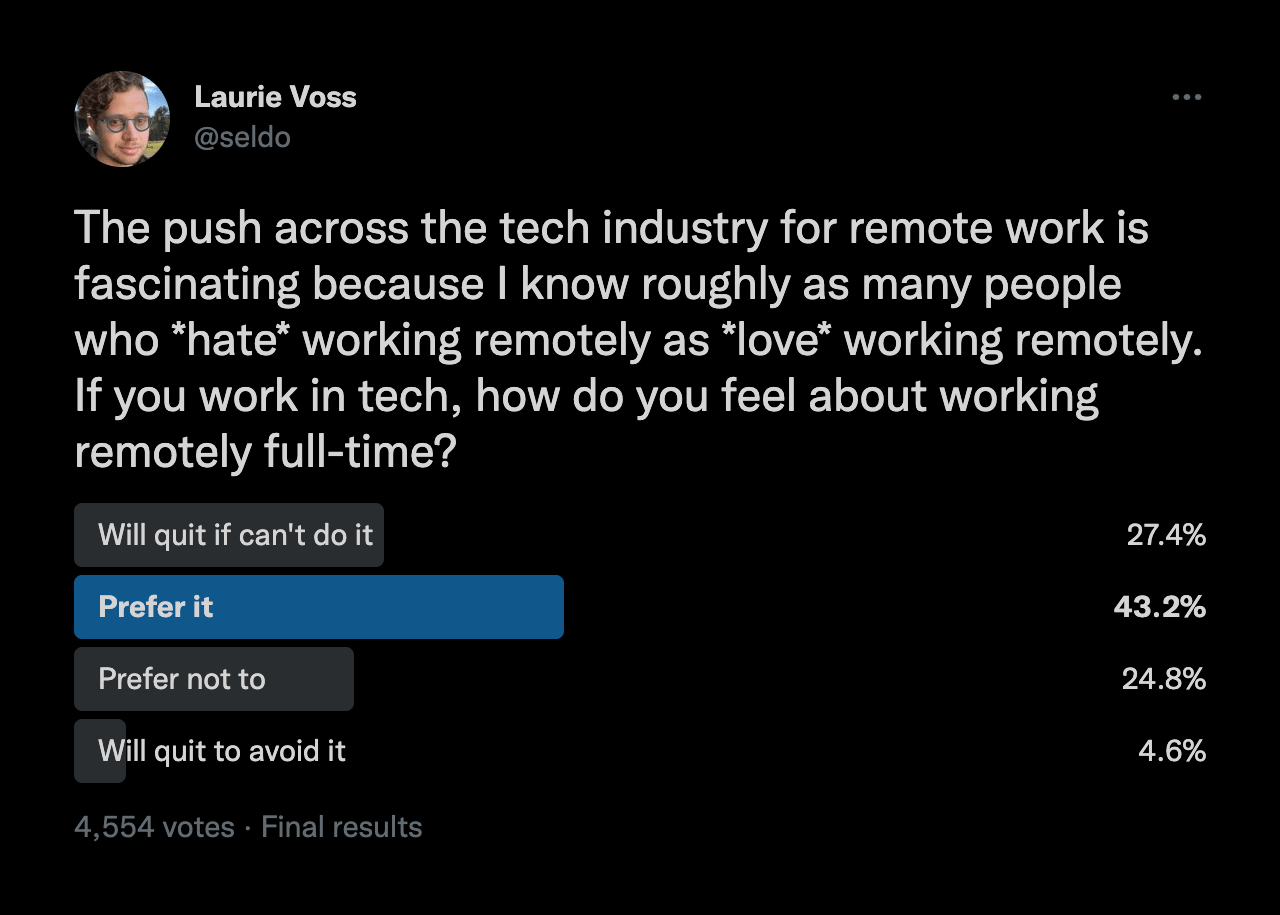 Laurie Voss
@seldo
The push across the tech industry for remote work is
fascinating because I know roughly as many people
who *hate* working remotely as *love* working remotely.
If you work in tech, how do you feel about working
remotely full-time?
Will quit if can't do it 27.4%
Prefer it 43.2%
Prefer not to 24.8%
Will quit to avoid it 4.6%
4,554 votes · Final results